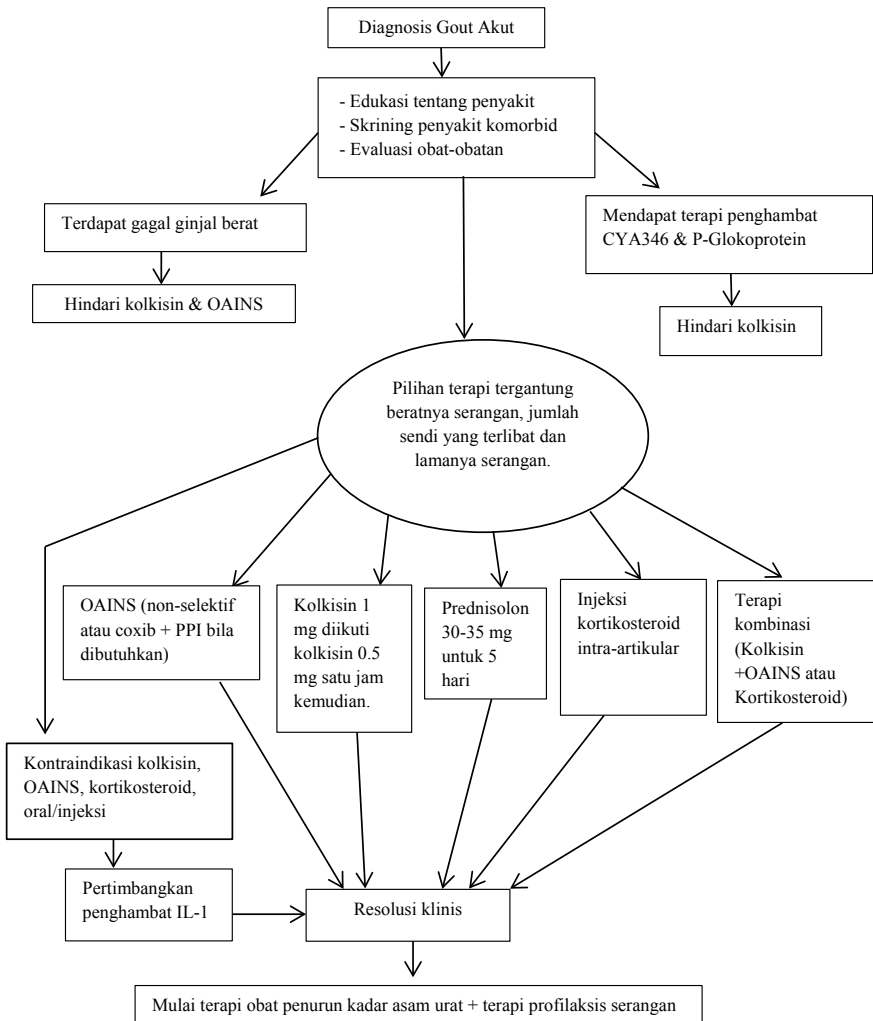 Diagnosis Gout Akut
- Edukasi tentang penyakit
- Skrining penyakit komorbid
- Evaluasi obat-obatan
Terdapat gagal ginjal berat
Mendapat terapi penghambat
CYA346 & P-Glokoprotein
Hindari kolkisin & OAINS
Hindari kolkisin
Pilihan terapi tergantung
beratnya serangan, jumlah
sendi yang terlibat dan
lamanya serangan.
OAINS (non-selektif
atau coxib + PPI bila
dibutuhkan)
Kolkisin 1
mg diikuti
kolkisin 0.5
mg satu jam
kemudian.
Prednisolon
30-35 mg
untuk 5
hari
Injeksi
kortikosteroid
intra-artikular
Terapi
kombinasi
(Kolkisin
+OAINS atau
Kortikosteroid)
Kontraindikasi kolkisin,
OAINS, kortikosteroid,
oral/injeksi
Pertimbangkan
penghambat IL-1
Resolusi klinis
Mulai terapi obat penurun kadar asam urat + terapi profilaksis serangan